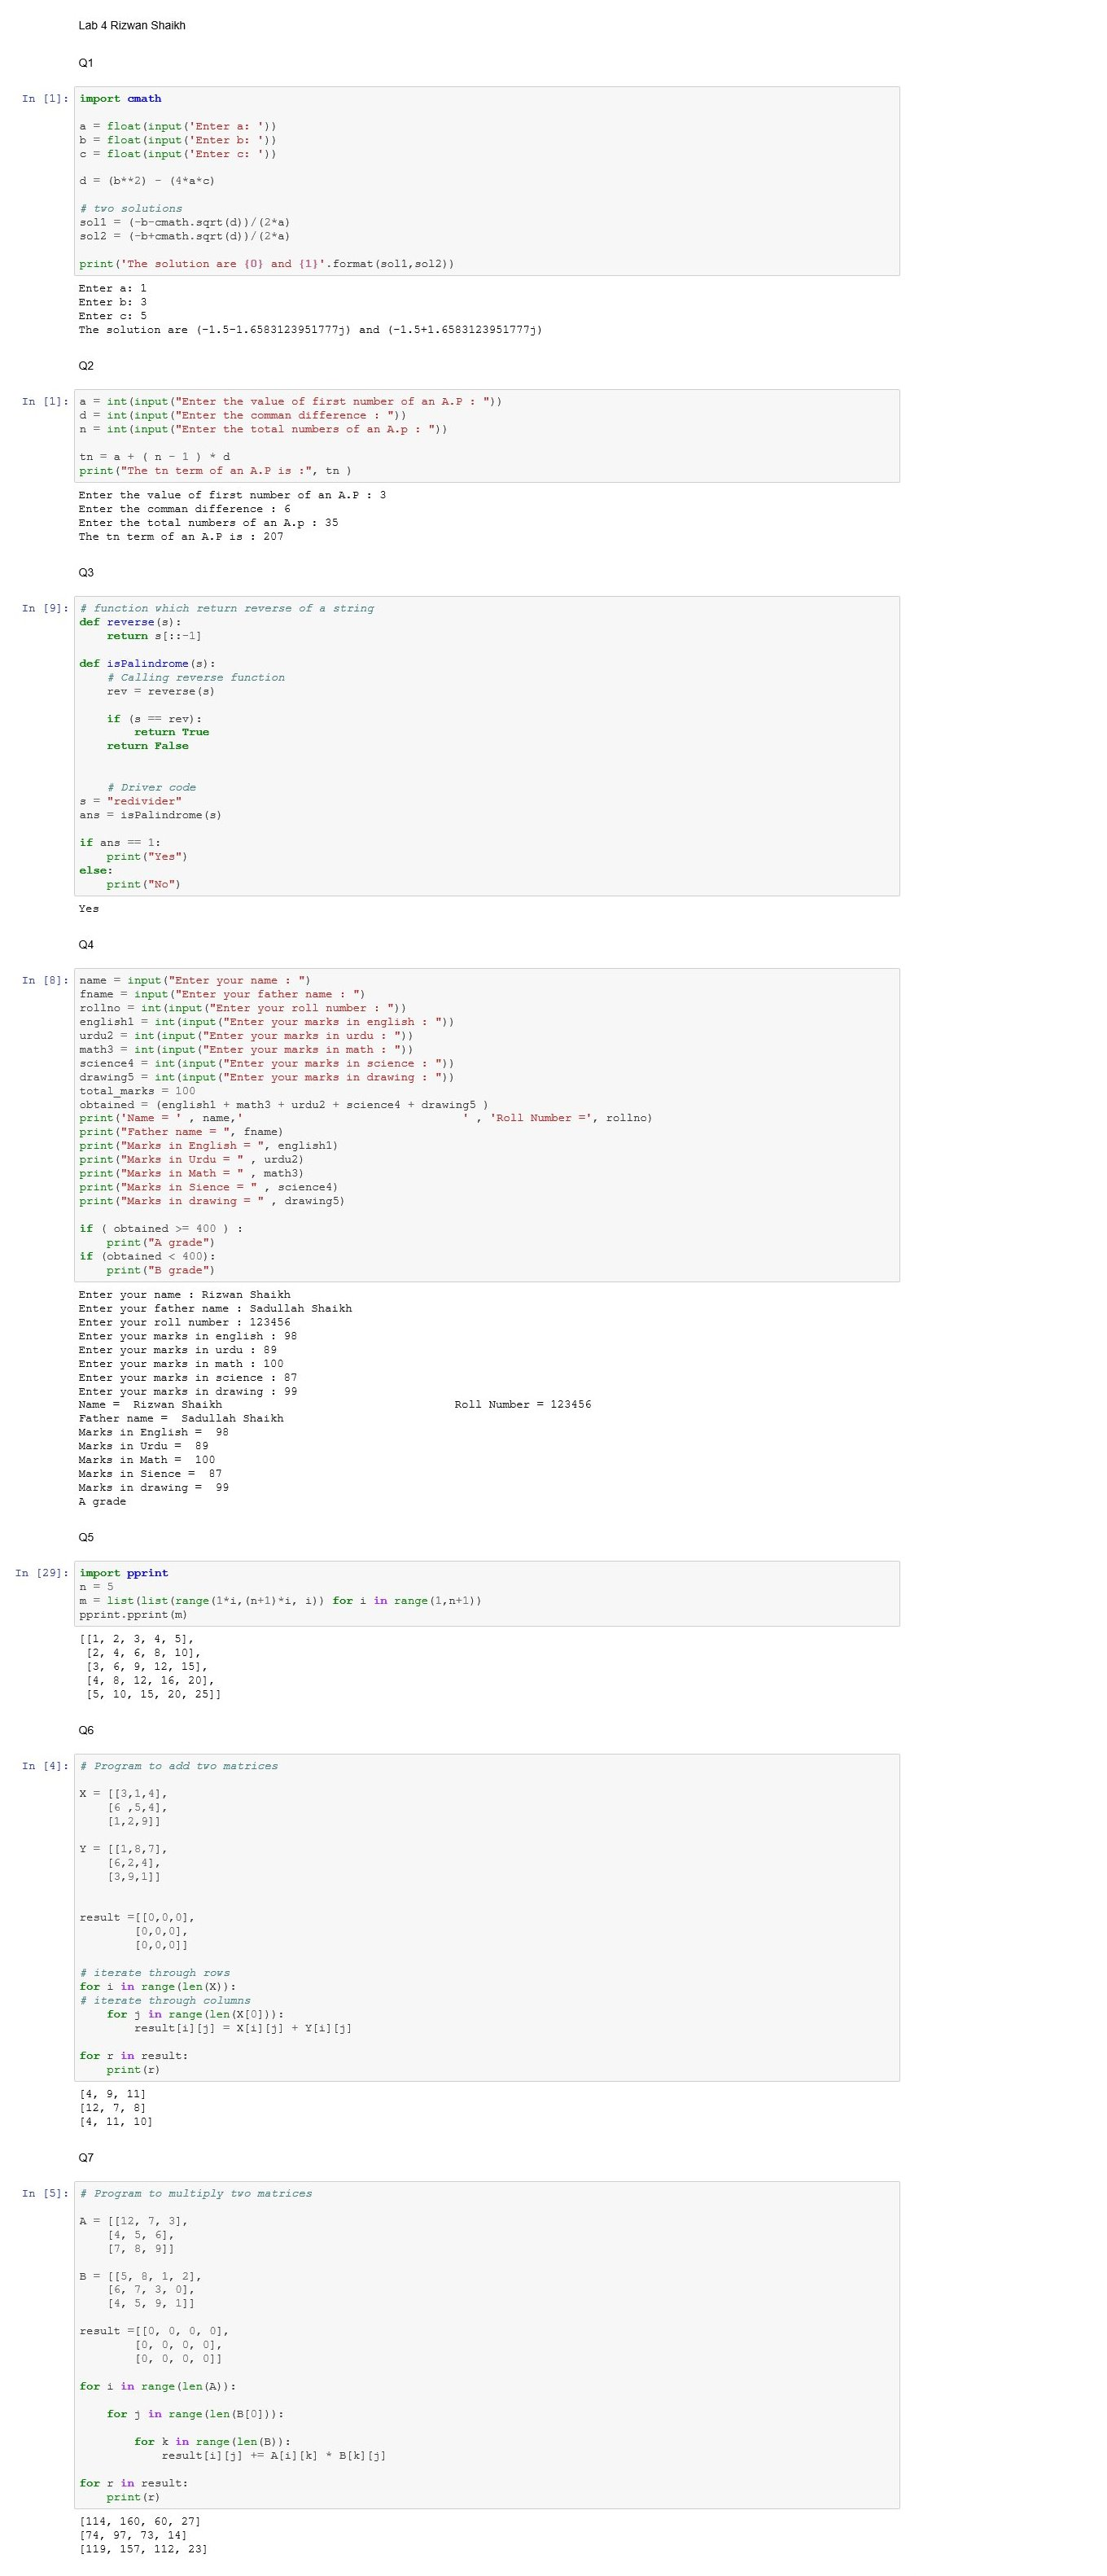 Lab 4 Rizwan Shaikh
Q1
In [1]: import cmath
a = float(input('Enter a: '))
b = float(input('Enter b: '))
c = float(input('Enter c: '))
d = (b**2) - (4*a*c)
# two solutions
sol1 = (-b-cmath.sqrt(d))/(2*a)
sol2 = (-b+cmath.sqrt(d))/(2*a)
print('The solution are {0} and {1}'.format(sol1,sol2))
Enter a: 1
Enter b: 3
Enter c: 5
The solution are (-1.5-1.6583123951777j) and (-1.5+1.6583123951777j)
Q2
In [1]: a = int(input("Enter the value of first number of an A.P : "))
d = int(input("Enter the comman difference : "))
n = int(input("Enter the total numbers of an A.p : "))
tn = a + ( n - 1 ) * d
print("The tn term of an A.P is :", tn )
Enter the value of first number of an A.P : 3
Enter the comman difference : 6
Enter the total numbers of an A.p : 35
The tn term of an A.P is : 207
Q3
In [9]: # function which return reverse of a string
def reverse(s):
    return s[::-1]
def isPalindrome(s):
    # Calling reverse function
    rev = reverse(s)
    if (s == rev):
        return True
    return False
    # Driver code
s = "redivider"
ans = isPalindrome(s)
if ans == 1:
    print("Yes")
else:
    print("No")
Yes
Q4
In [8]: name = input("Enter your name : ")
fname = input("Enter your father name : ")
rollno = int(input("Enter your roll number : "))
english1 = int(input("Enter your marks in english : "))
urdu2 = int(input("Enter your marks in urdu : "))
math3 = int(input("Enter your marks in math : "))
science4 = int(input("Enter your marks in science : "))
drawing5 = int(input("Enter your marks in drawing : "))
total_marks = 100
obtained = (english1 + math3 + urdu2 + science4 + drawing5 )
print('Name = ' , name,'                                ' , 'Roll Number =', rollno)
print("Father name = ", fname)
print("Marks in English = ", english1)
print("Marks in Urdu = " , urdu2)
print("Marks in Math = " , math3)
print("Marks in Sience = " , science4)
print("Marks in drawing = " , drawing5)
if ( obtained >= 400 ) :
    print("A grade")
if (obtained < 400):
    print("B grade")
Enter your name : Rizwan Shaikh
Enter your father name : Sadullah Shaikh
Enter your roll number : 123456
Enter your marks in english : 98
Enter your marks in urdu : 89
Enter your marks in math : 100
Enter your marks in science : 87
Enter your marks in drawing : 99
Name =  Rizwan Shaikh                                  Roll Number = 123456
Father name =  Sadullah Shaikh
Marks in English =  98
Marks in Urdu =  89
Marks in Math =  100
Marks in Sience =  87
Marks in drawing =  99
A grade
Q5
In [29]: import pprint
n = 5
m = list(list(range(1*i,(n+1)*i, i)) for i in range(1,n+1))
pprint.pprint(m)
[[1, 2, 3, 4, 5],
 [2, 4, 6, 8, 10],
 [3, 6, 9, 12, 15],
 [4, 8, 12, 16, 20],
 [5, 10, 15, 20, 25]]
Q6
In [4]: # Program to add two matrices
X = [[3,1,4],
    [6 ,5,4],
    [1,2,9]]
Y = [[1,8,7],
    [6,2,4],
    [3,9,1]]
result =[[0,0,0],
        [0,0,0],
        [0,0,0]]
# iterate through rows
for i in range(len(X)):
# iterate through columns
    for j in range(len(X[0])):
        result[i][j] = X[i][j] + Y[i][j]
for r in result:
    print(r)
[4, 9, 11]
[12, 7, 8]
[4, 11, 10]
Q7
In [5]: # Program to multiply two matrices
A = [[12, 7, 3],
    [4, 5, 6],
    [7, 8, 9]]
B = [[5, 8, 1, 2],
    [6, 7, 3, 0],
    [4, 5, 9, 1]]
result =[[0, 0, 0, 0],
        [0, 0, 0, 0],
        [0, 0, 0, 0]]
for i in range(len(A)):
    for j in range(len(B[0])):
        for k in range(len(B)):
            result[i][j] += A[i][k] * B[k][j]
for r in result:
    print(r)
[114, 160, 60, 27]
[74, 97, 73, 14]
[119, 157, 112, 23]